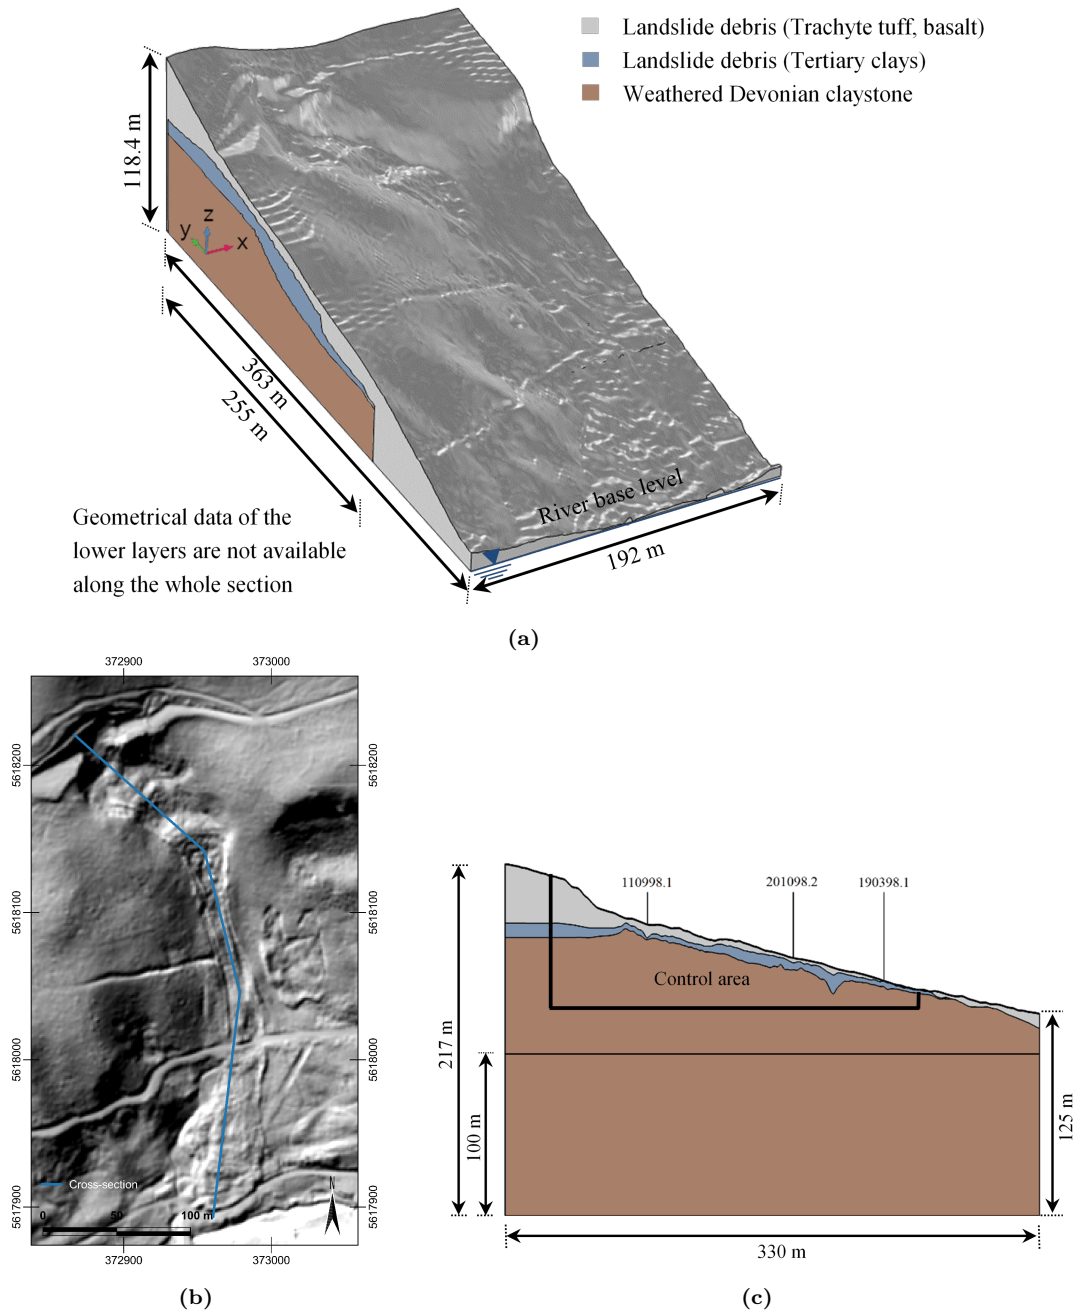 Landslide debris (Trachyte tuff, basalt)
Landslide debris (Tertiary clays)
Weathered Devonian claystone
118.4 m
z
y
x
363 m
255 m
River base level
192 m
Geometrical data of the
lower layers are not available
along the whole section
(a)
372900
373000
5618200
5618200
5618100
5618100
5618000
5618000
5617900
5617900
Cross-section
0
50
100 m
N
372900
373000
(b)
110998.1
201098.2
190398.1
Control area
217 m
100 m
125 m
330 m
(c)